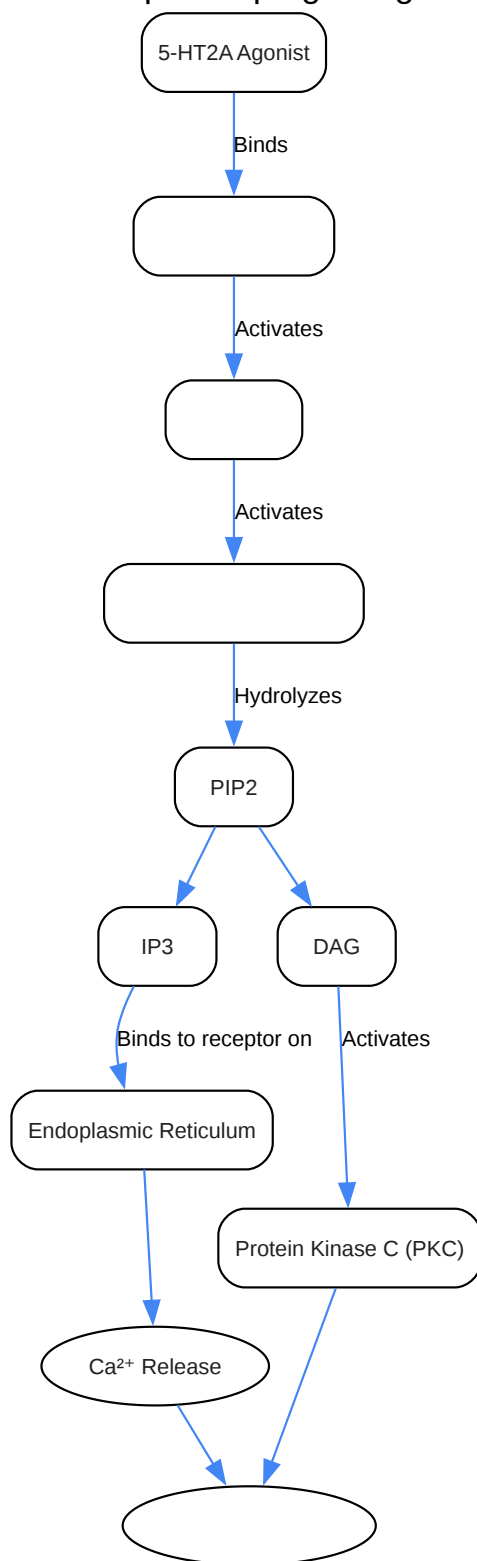 5-HT2A Agonist
Binds
Activates
Activates
Hydrolyzes
PIP2
IP3
DAG
Binds to receptor on
Activates
Endoplasmic Reticulum
Protein Kinase C (PKC)
Ca²⁺ Release